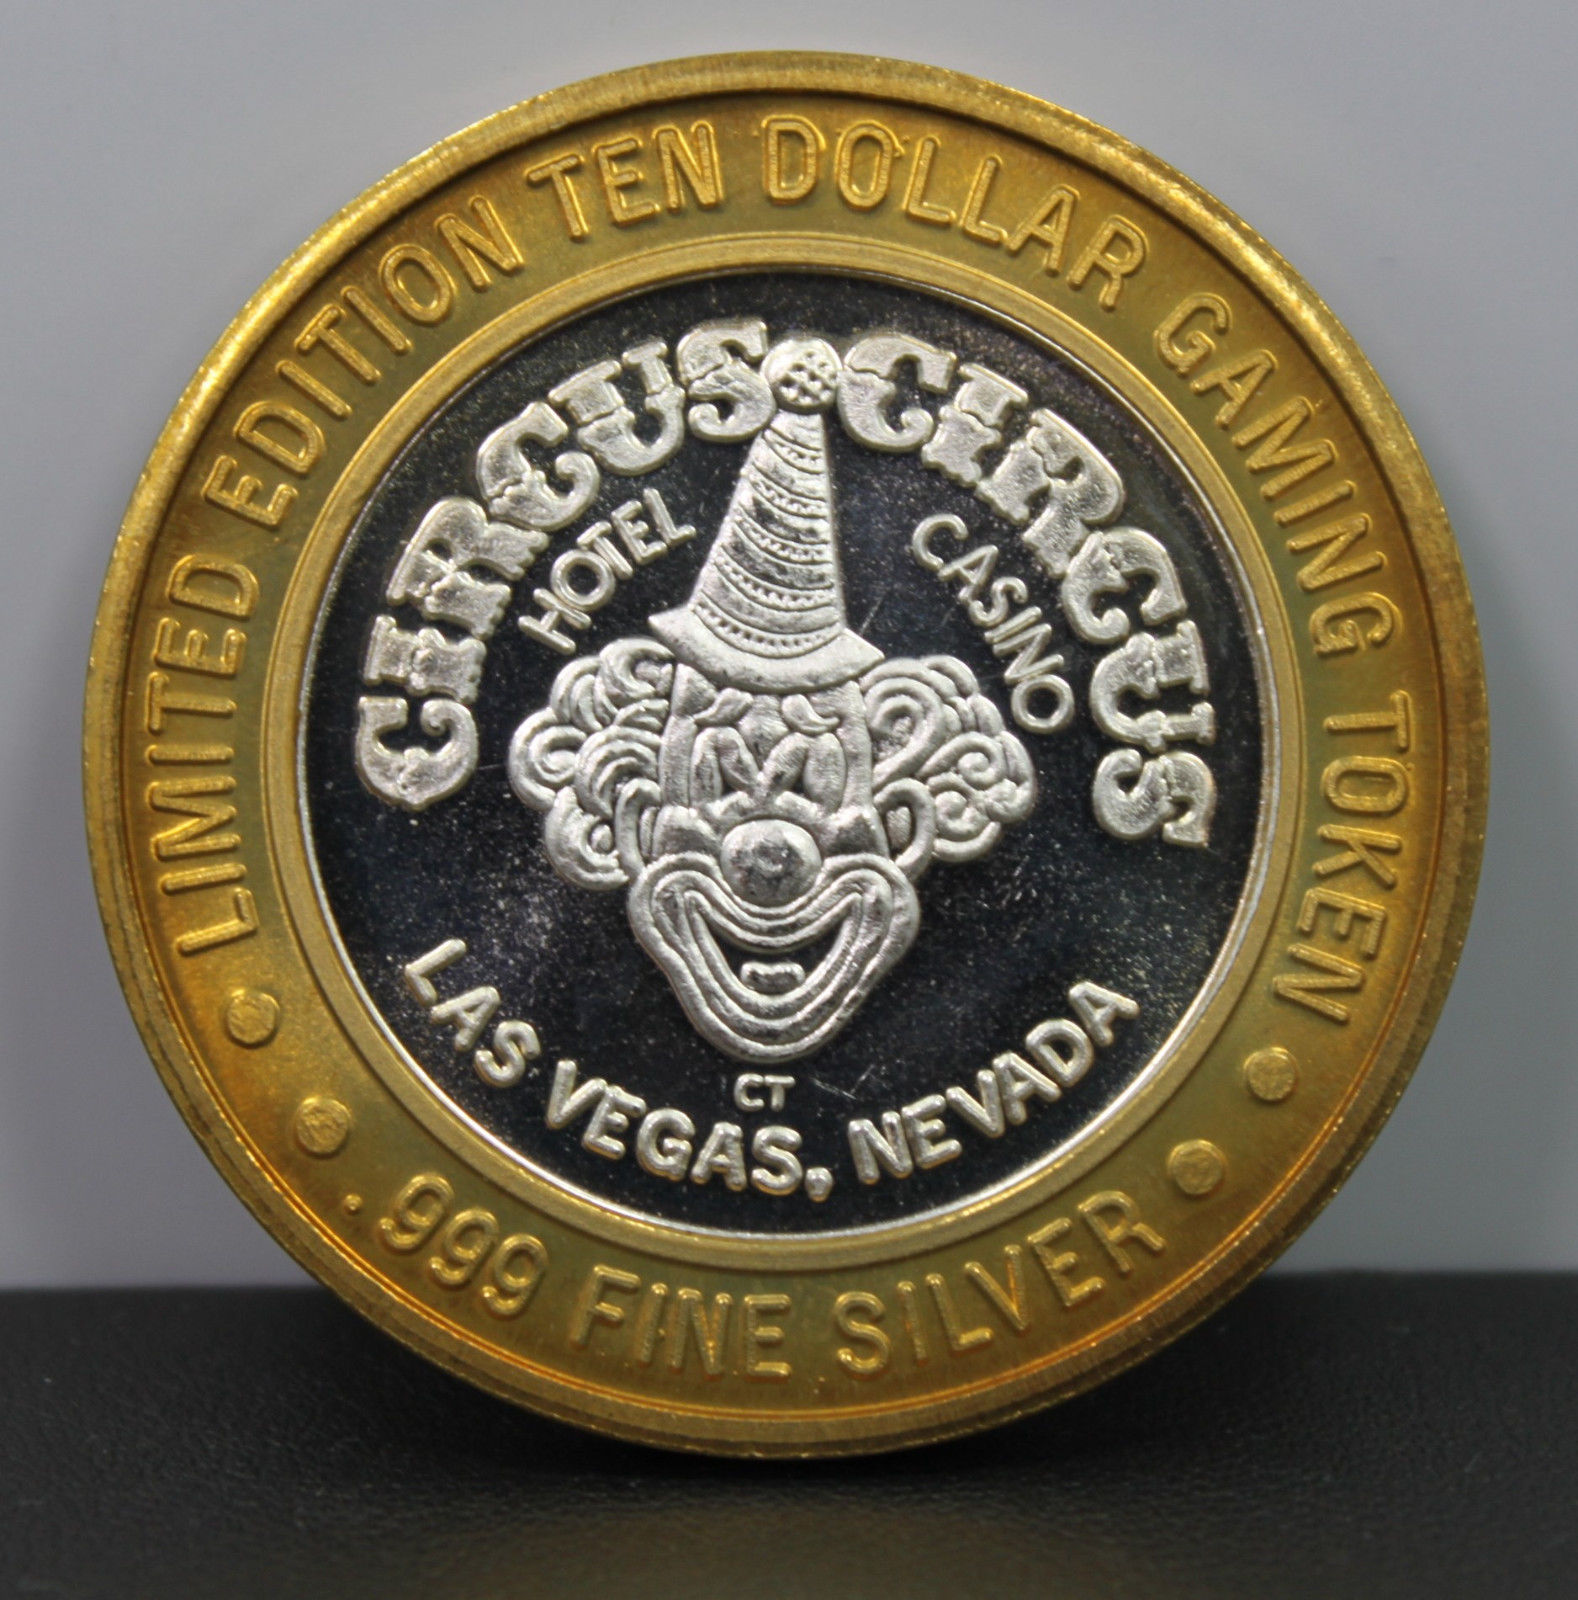 LIMITED EDITION TEN DOLLAR GAMING TOKEN
CIRCUS CIRCUS
HOTEL CASINO
CT
LAS VEGAS, NEVADA
.999 FINE SILVER